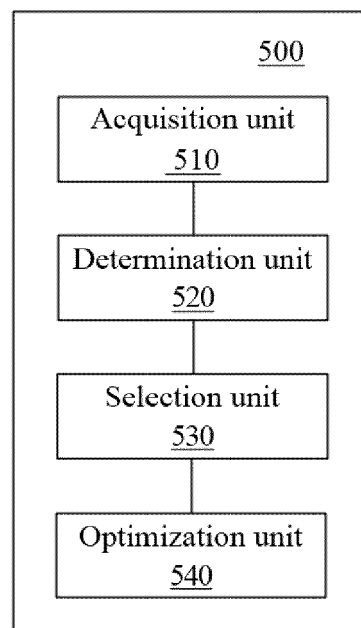 500
Acquisition unit
510
Determination unit
520
Selection unit
530
Optimization unit
540